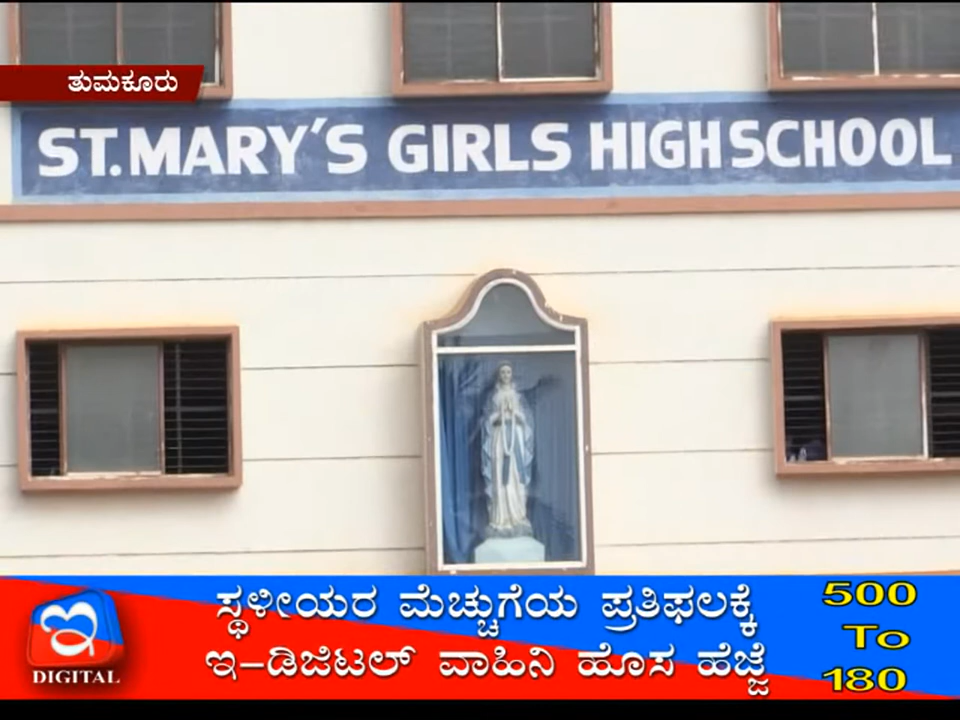 ತುಮಕೂರು
ST. MARY'S GIRLS HIGH SCHOOL
ಸ್ಥಳೀಯರ ಮೆಚ್ಚುಗೆಯ ಪ್ರತಿಫಲಕ್ಕೆ
ಇ-ಡಿಜಿಟಲ್ ವಾಹಿನಿ ಹೊಸ ಹೆಜ್ಜೆ
500
To
180
ಇ
DIGITAL